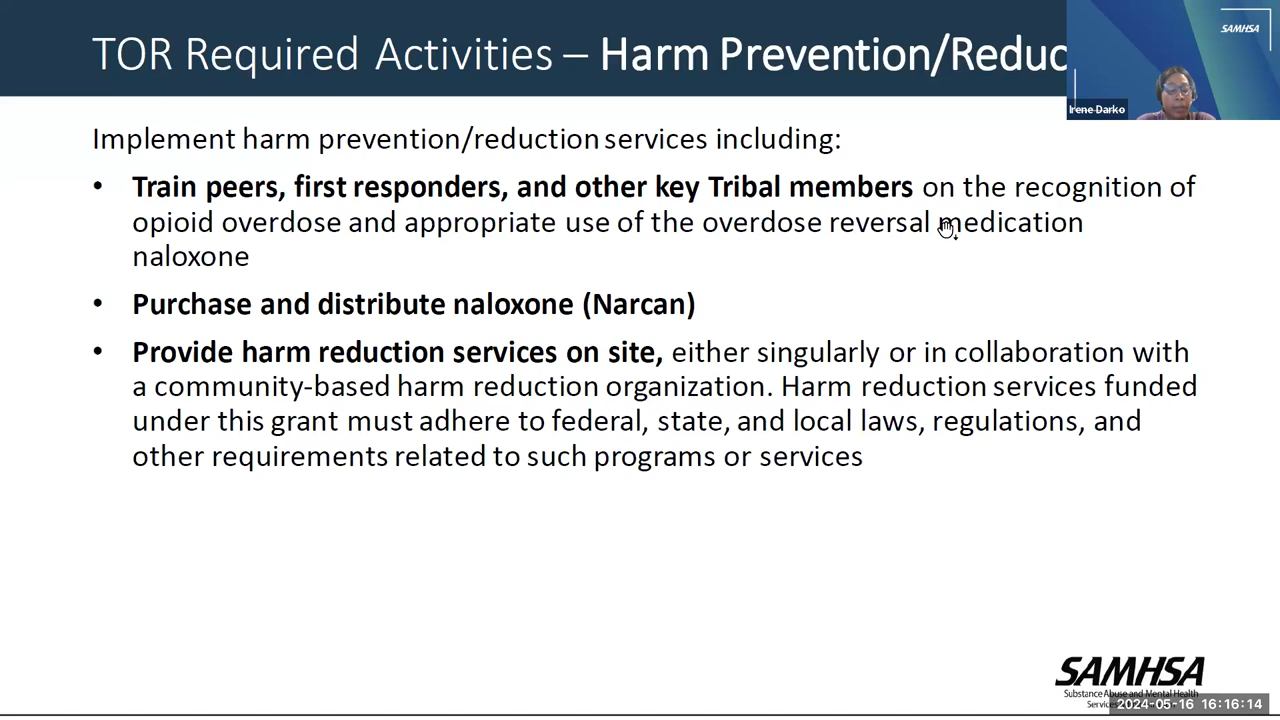 TOR Required Activities – Harm Prevention/Reduc
SAMHSA
Irene Darko
Implement harm prevention/reduction services including:
• Train peers, first responders, and other key Tribal members on the recognition of
opioid overdose and appropriate use of the overdose reversal medication
naloxone
• Purchase and distribute naloxone (Narcan)
• Provide harm reduction services on site, either singularly or in collaboration with
a community-based harm reduction organization. Harm reduction services funded
under this grant must adhere to federal, state, and local laws, regulations, and
other requirements related to such programs or services
SAMHSA
Substance Abuse and Mental Health
2024-05-16 16:16:14